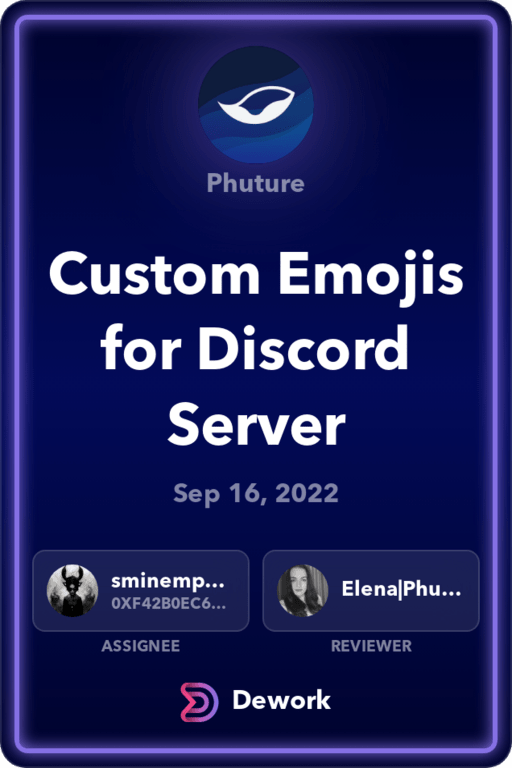 Phuture
Custom Emojis
for Discord
Server
Sep 16, 2022
sminemp...
0XF42B0EC6...
ASSIGNEE
Elena|Phu...
REVIEWER
Dework